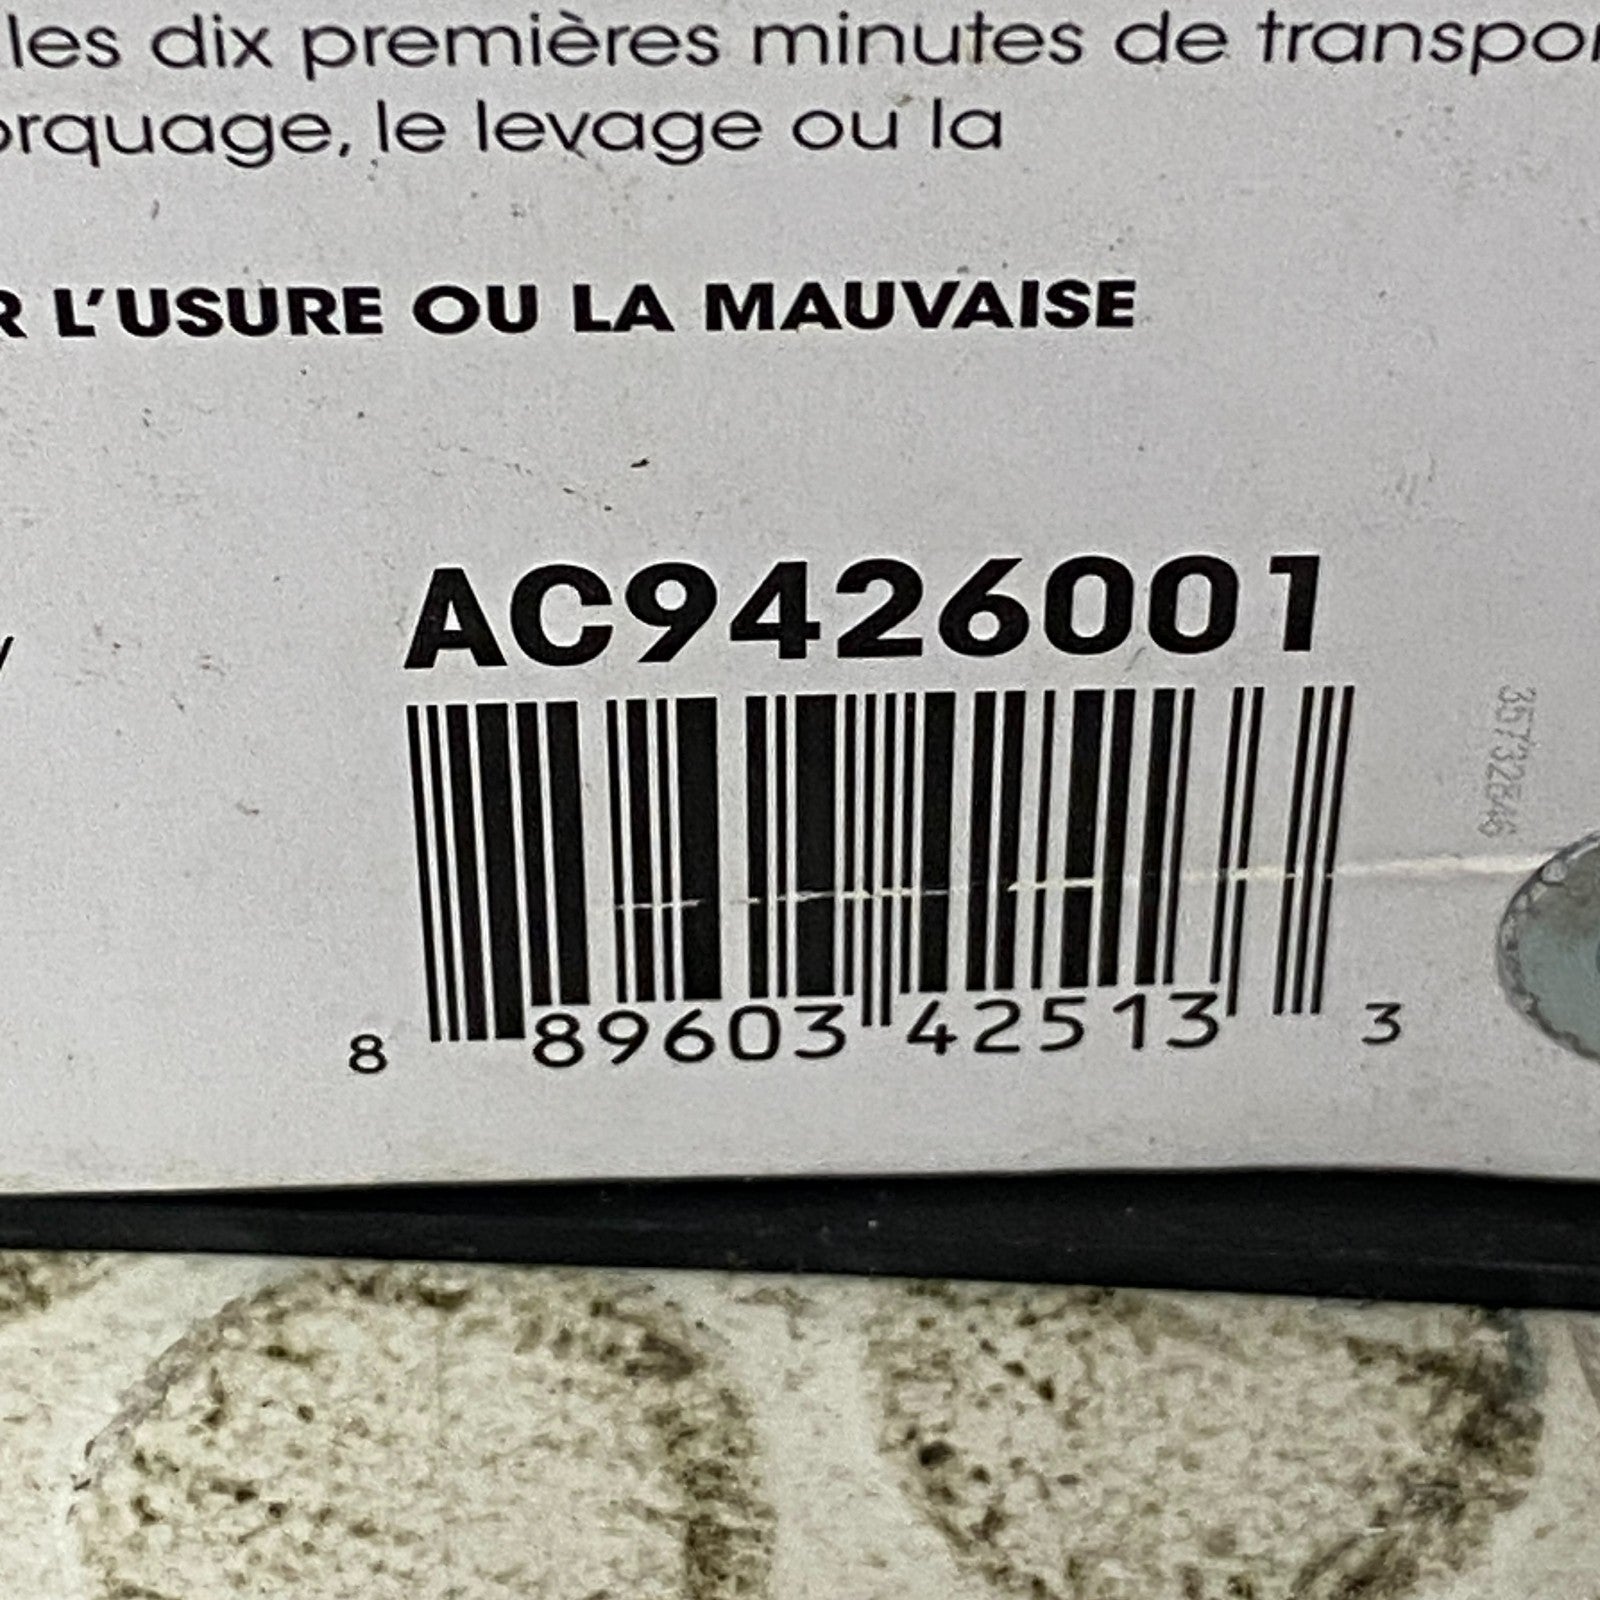 les dix premières minutes de transpor
orquage, le levage ou la
R L'USURE OU LA MAUVAISE
AC9426001
8 89603 42513 3